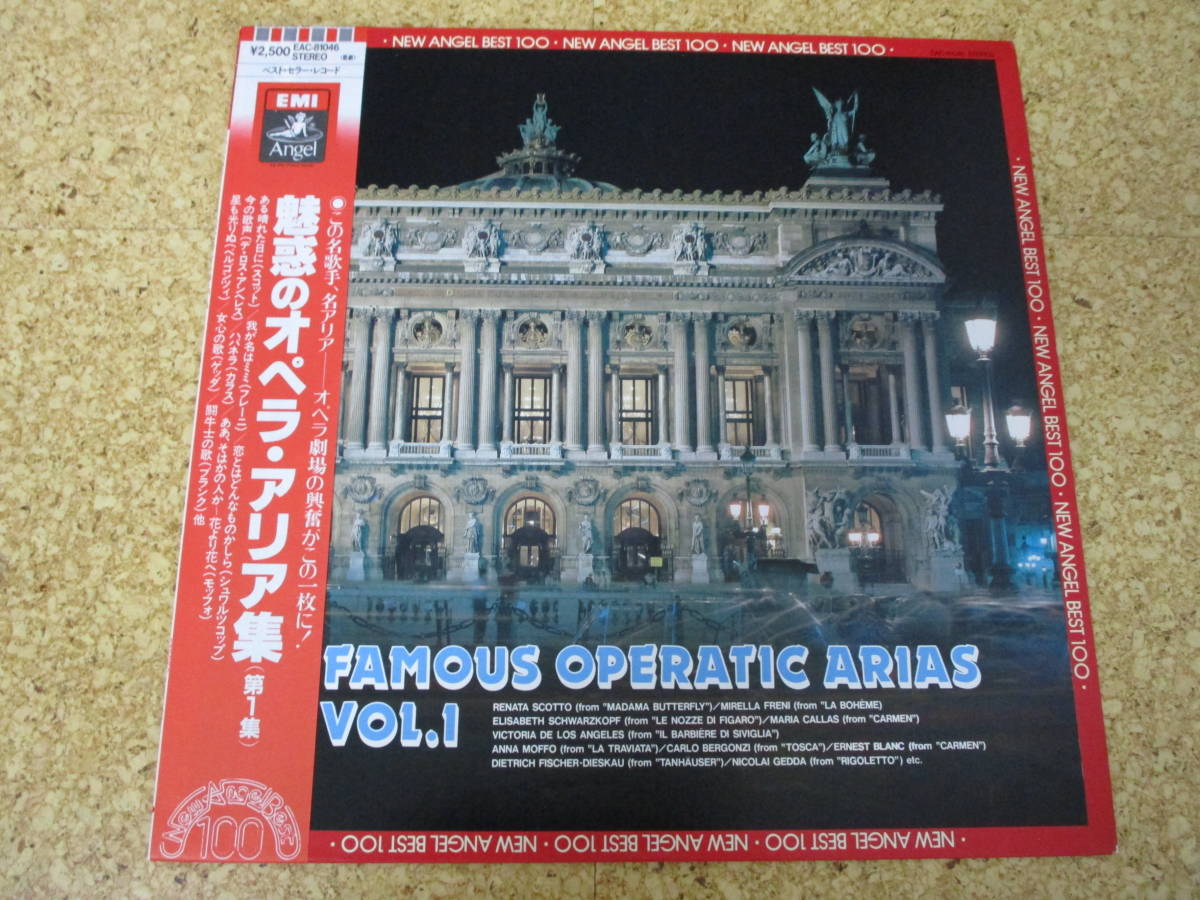 ¥2,500
EAC-81046
STEREO
ベスト・セラー・レコード
EMI
Angel
●この名歌手、名アリア――オペラ劇場の興奮がこの一枚に!
魅惑のオペラ・アリア集(第1集)
ある晴れた日に(スコット)/我が名はミミ(フレーニ)/恋とはどんなものかしら(シュワルツコップ)
今の歌声(デ・ロス・アンヘレス)/ハバネラ(カラス)/ああ、そはかの人か―花より花へ(モッフォ)
星も光りぬ(ベルゴンツィ)/女心の歌(ゲッダ)/闘牛士の歌(ブランク)他
New Angel Best
100
· NEW ANGEL BEST 100 · NEW ANGEL BEST 100 · NEW ANGEL BEST 100 ·
· NEW ANGEL BEST 100 · NEW ANGEL BEST 100 · NEW ANGEL BEST 100 ·
FAMOUS OPERATIC ARIAS
VOL.1
RENATA SCOTTO (from "MADAMA BUTTERFLY")/MIRELLA FRENI (from "LA BOHÈME)
ELISABETH SCHWARZKOPF (from "LE NOZZE DI FIGARO")/MARIA CALLAS (from "CARMEN")
VICTORIA DE LOS ANGELES (from "IL BARBIÈRE DI SIVIGLIA")
ANNA MOFFO (from "LA TRAVIATA")/CARLO BERGONZI (from "TOSCA")/ERNEST BLANC (from "CARMEN")
DIETRICH FISCHER-DIESKAU (from "TANHÄUSER")/NICOLAI GEDDA (from "RIGOLETTO") etc.
· NEW ANGEL BEST 100 · NEW ANGEL BEST 100 · NEW ANGEL BEST 100 ·